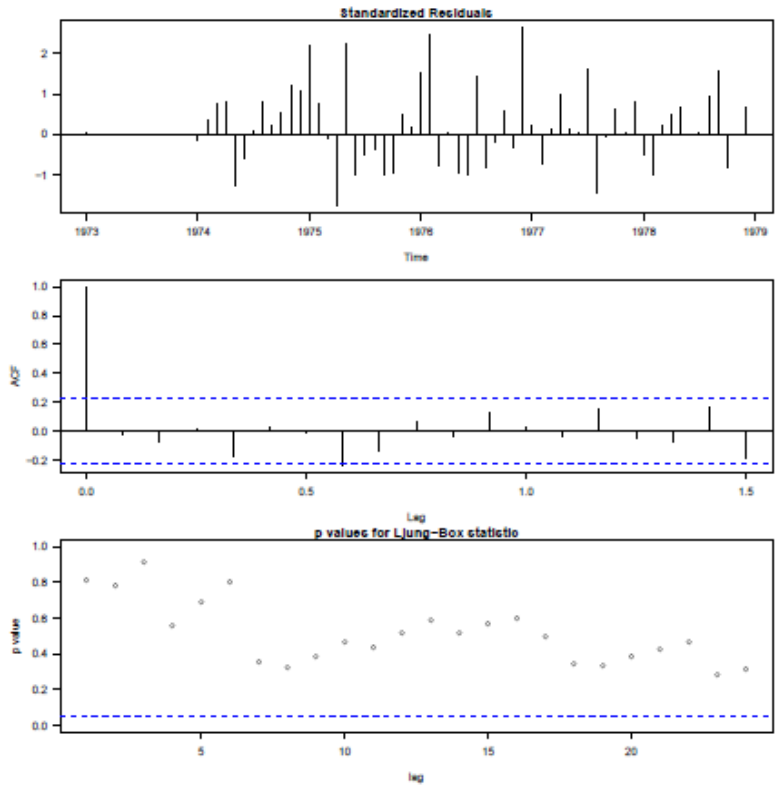 Standardized Residuals
2
1
0
−1
1973 1974 1975 1976 1977 1978 1979
Time
ACF
1.0
0.8
0.6
0.4
0.2
0.0
−0.2
0.0 0.5 1.0 1.5
Lag
p values for Ljung−Box statistic
p value
1.0
0.8
0.6
0.4
0.2
0.0
5 10 15 20
lag